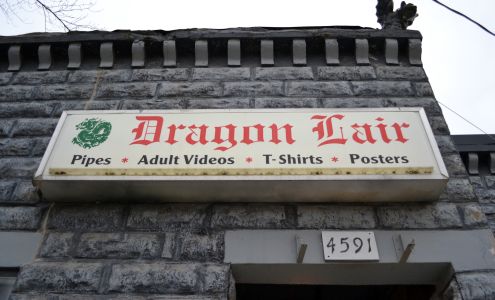 Dragon Lair
Pipes * Adult Videos * T-Shirts * Posters
4591